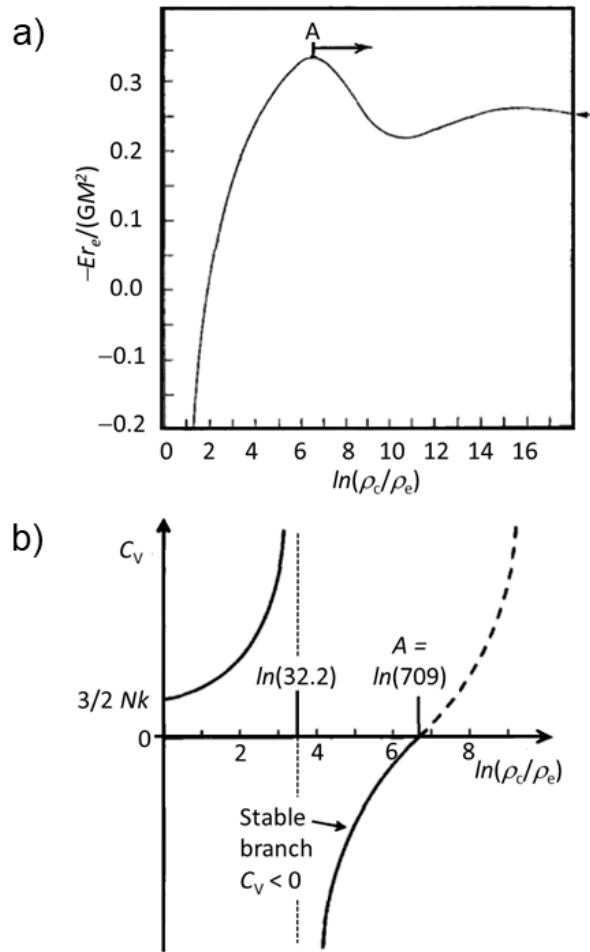 a)
A
0.3
0.2
0.1
0.0
−0.1
−0.2
−Er_e/(GM²)
0 2 4 6 8 10 12 14 16
ln(ρ_c/ρ_e)
b)
C_V
A =
ln(32.2) ln(709)
3/2 Nk
0
2 4 6 8
ln(ρ_c/ρ_e)
Stable
branch
C_V < 0